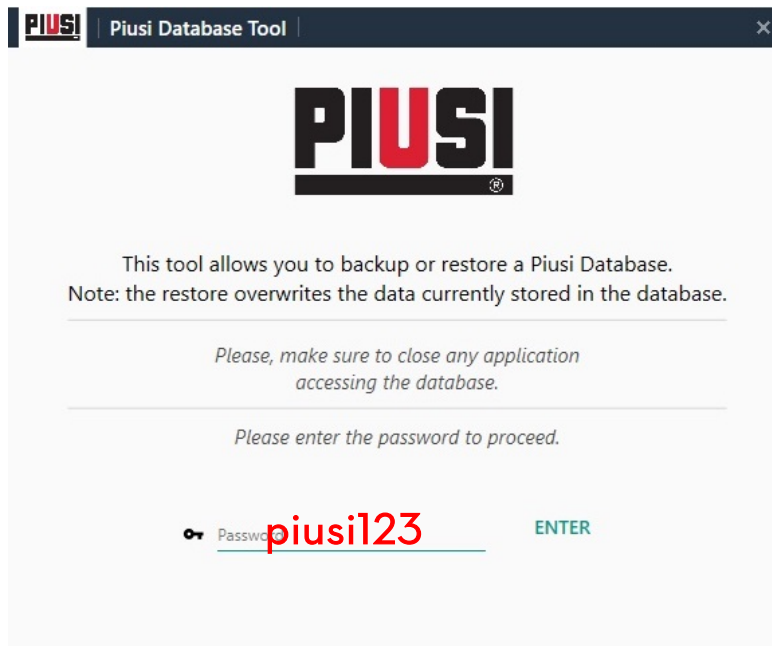 PIUSI Piusi Database Tool
PIUSI
®
This tool allows you to backup or restore a Piusi Database.
Note: the restore overwrites the data currently stored in the database.
Please, make sure to close any application
accessing the database.
Please enter the password to proceed.
Password piusi123 ENTER